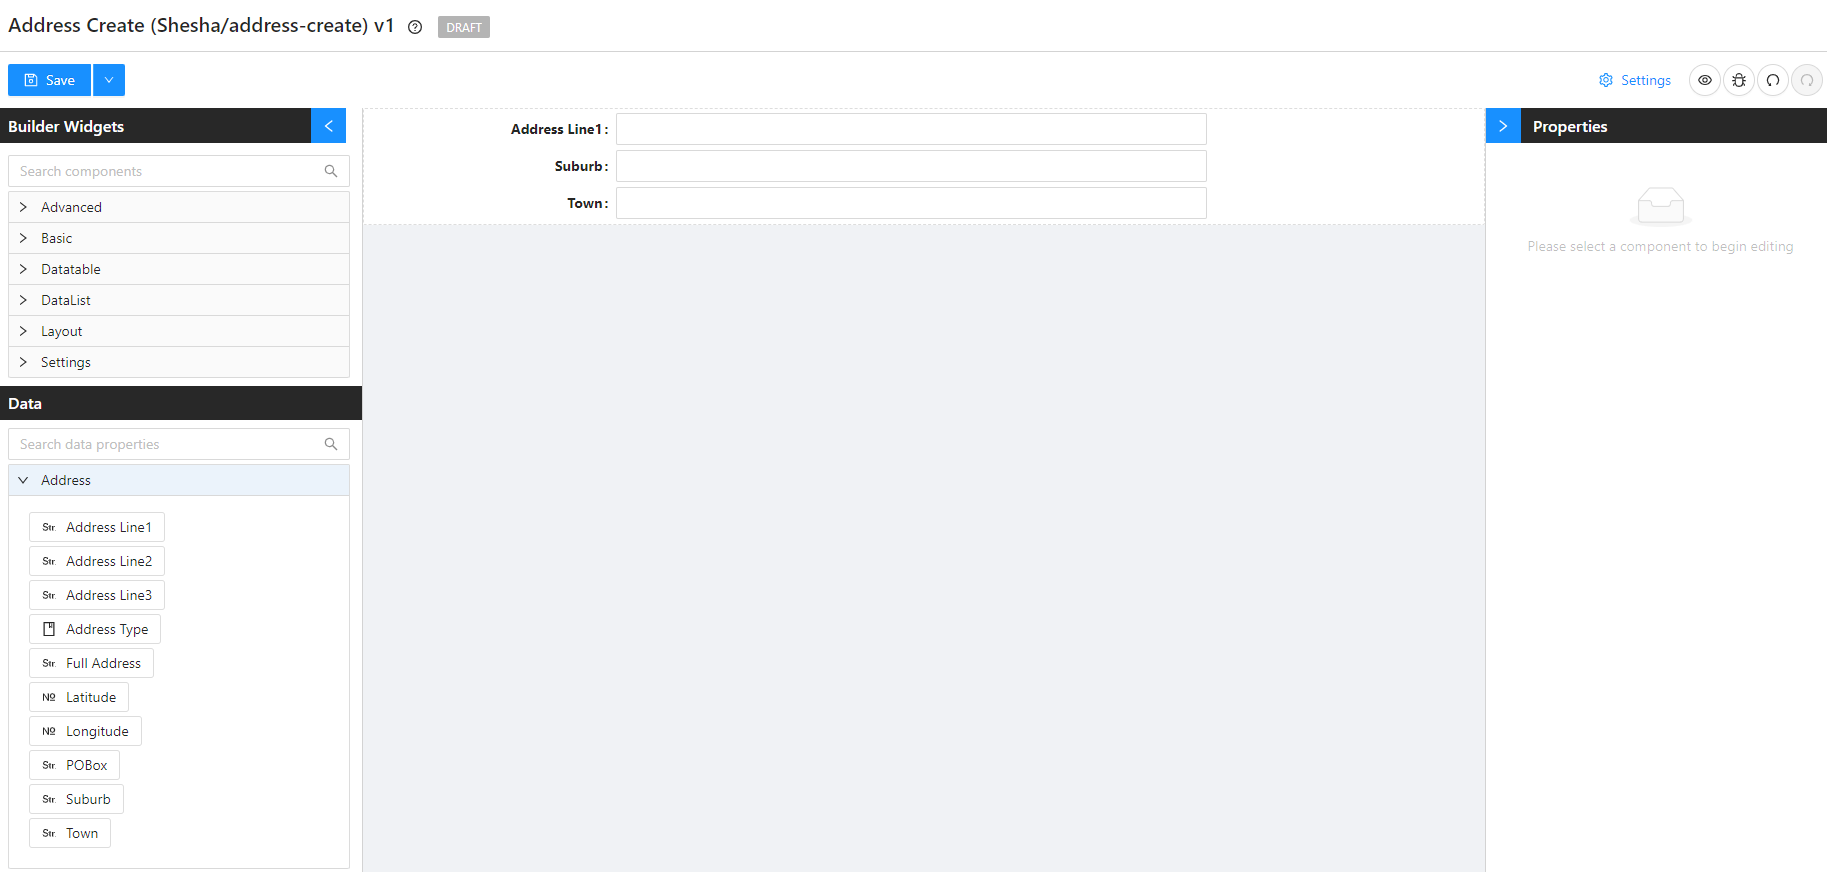 Address Create (Shesha/address-create) v1 DRAFT
Save
Settings
Builder Widgets
Search components
Advanced
Basic
Datatable
DataList
Layout
Settings
Data
Search data properties
Address
Str. Address Line1
Str. Address Line2
Str. Address Line3
Address Type
Str. Full Address
Nº Latitude
Nº Longitude
Str. POBox
Str. Suburb
Str. Town
Address Line1:
Suburb:
Town:
Properties
Please select a component to begin editing